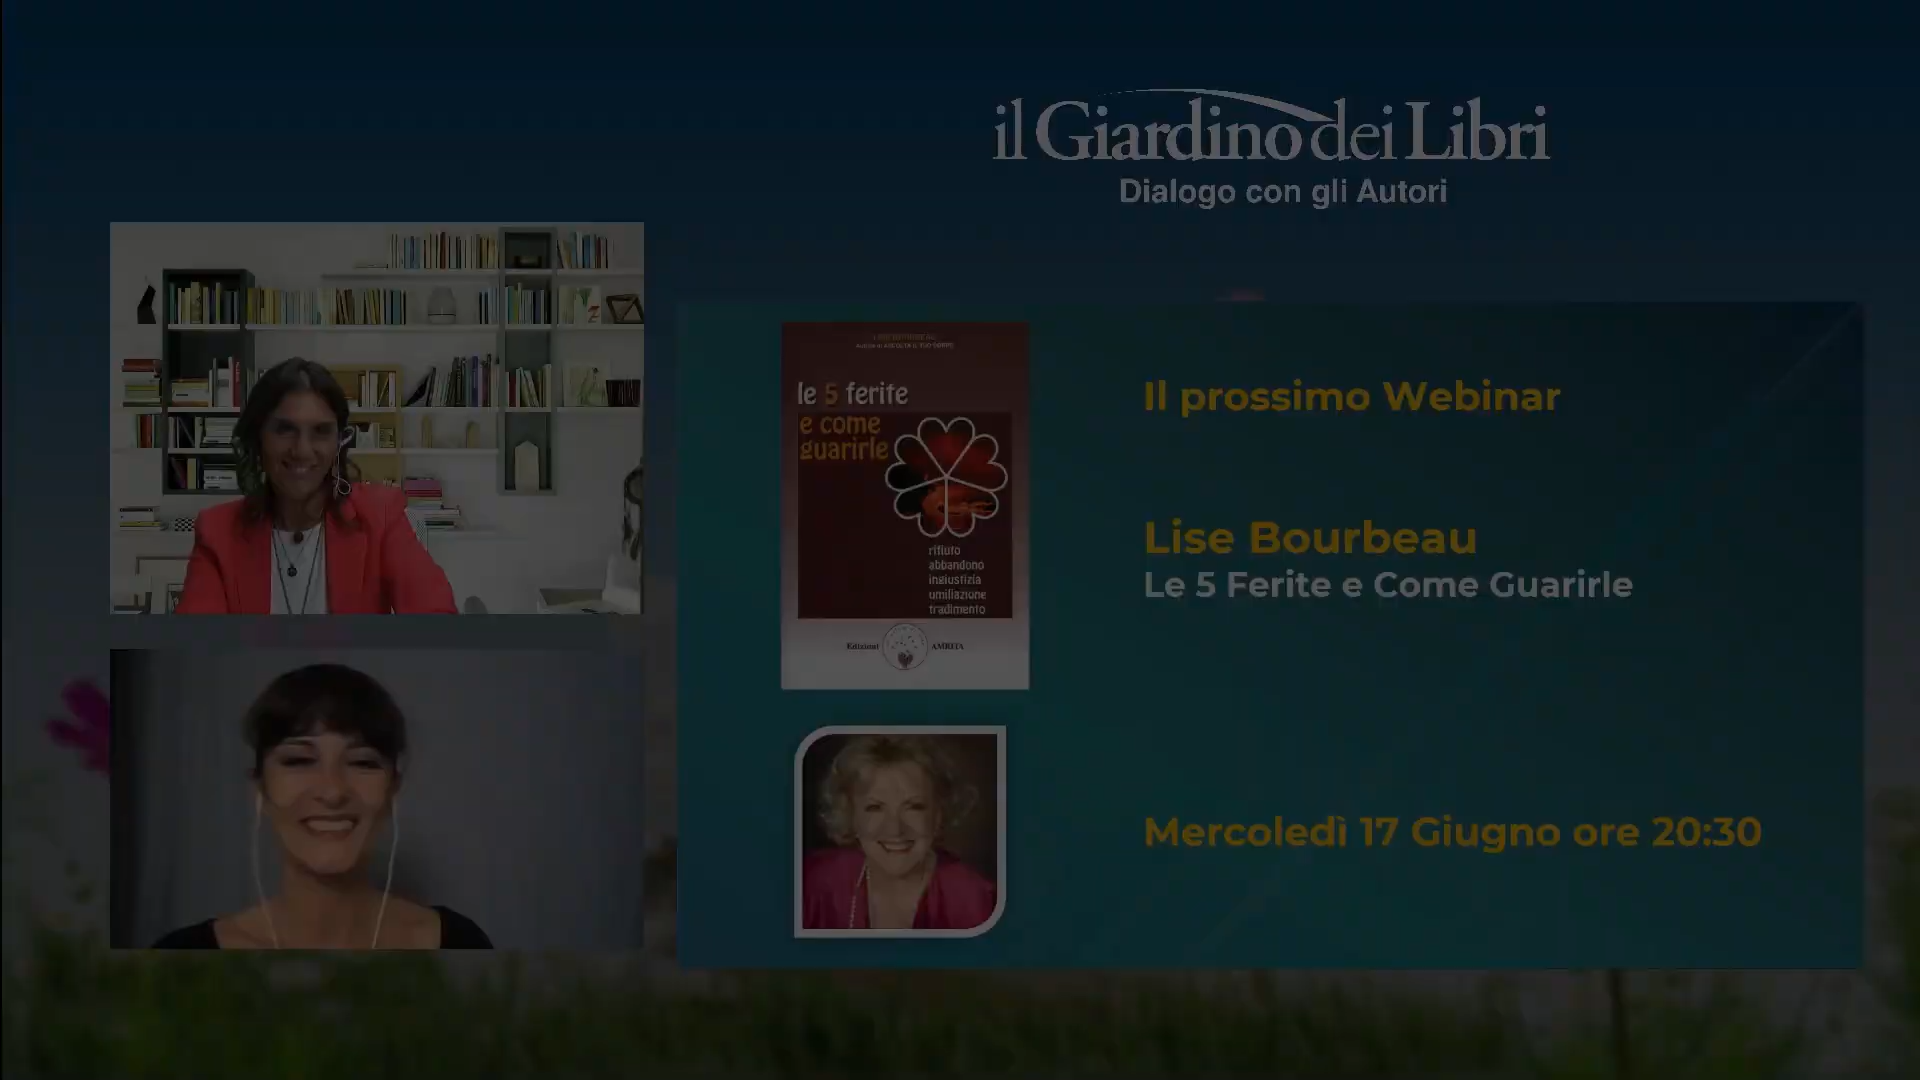 il Giardino dei Libri
Dialogo con gli Autori
le 5 ferite
e come
guarirle
rifiuto
abbandono
ingiustizia
umiliazione
tradimento
Edizioni AMRITA
Il prossimo Webinar
Lise Bourbeau
Le 5 Ferite e Come Guarirle
Mercoledì 17 Giugno ore 20:30